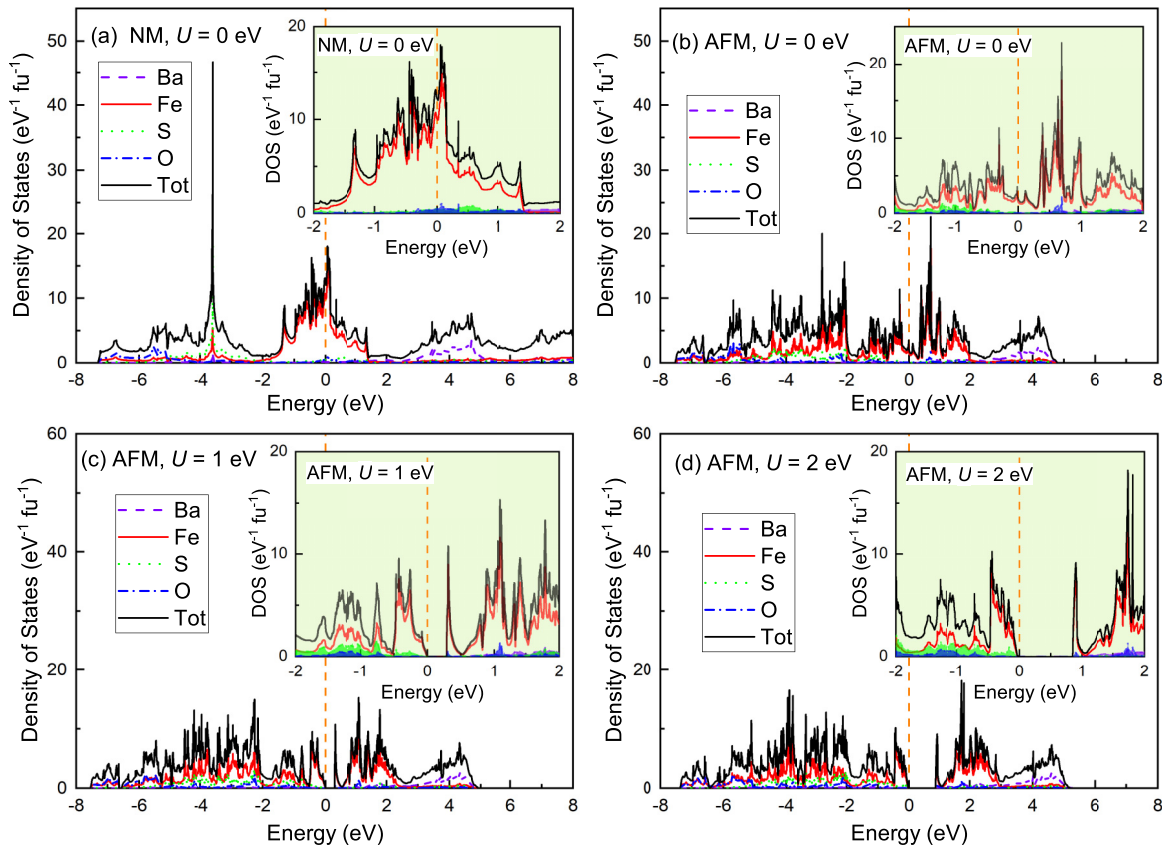 (a) NM, U = 0 eV
Ba
Fe
S
O
Tot
Density of States (eV⁻¹ fu⁻¹)
50
40
30
20
10
0
-8 -6 -4 -2 0 2 4 6 8
Energy (eV)
NM, U = 0 eV
DOS (eV⁻¹ fu⁻¹)
20
10
0
-2 -1 0 1 2
Energy (eV)
(b) AFM, U = 0 eV
Ba
Fe
S
O
Tot
Density of States (eV⁻¹ fu⁻¹)
50
40
30
20
10
0
-8 -6 -4 -2 0 2 4 6 8
Energy (eV)
AFM, U = 0 eV
DOS (eV⁻¹ fu⁻¹)
20
10
0
-2 -1 0 1 2
Energy (eV)
(c) AFM, U = 1 eV
Ba
Fe
S
O
Tot
Density of States (eV⁻¹ fu⁻¹)
60
40
20
0
-8 -6 -4 -2 0 2 4 6 8
Energy (eV)
AFM, U = 1 eV
DOS (eV⁻¹ fu⁻¹)
20
10
0
-2 -1 0 1 2
Energy (eV)
(d) AFM, U = 2 eV
Ba
Fe
S
O
Tot
Density of States (eV⁻¹ fu⁻¹)
60
40
20
0
-8 -6 -4 -2 0 2 4 6 8
Energy (eV)
AFM, U = 2 eV
DOS (eV⁻¹ fu⁻¹)
20
10
0
-2 -1 0 1 2
Energy (eV)